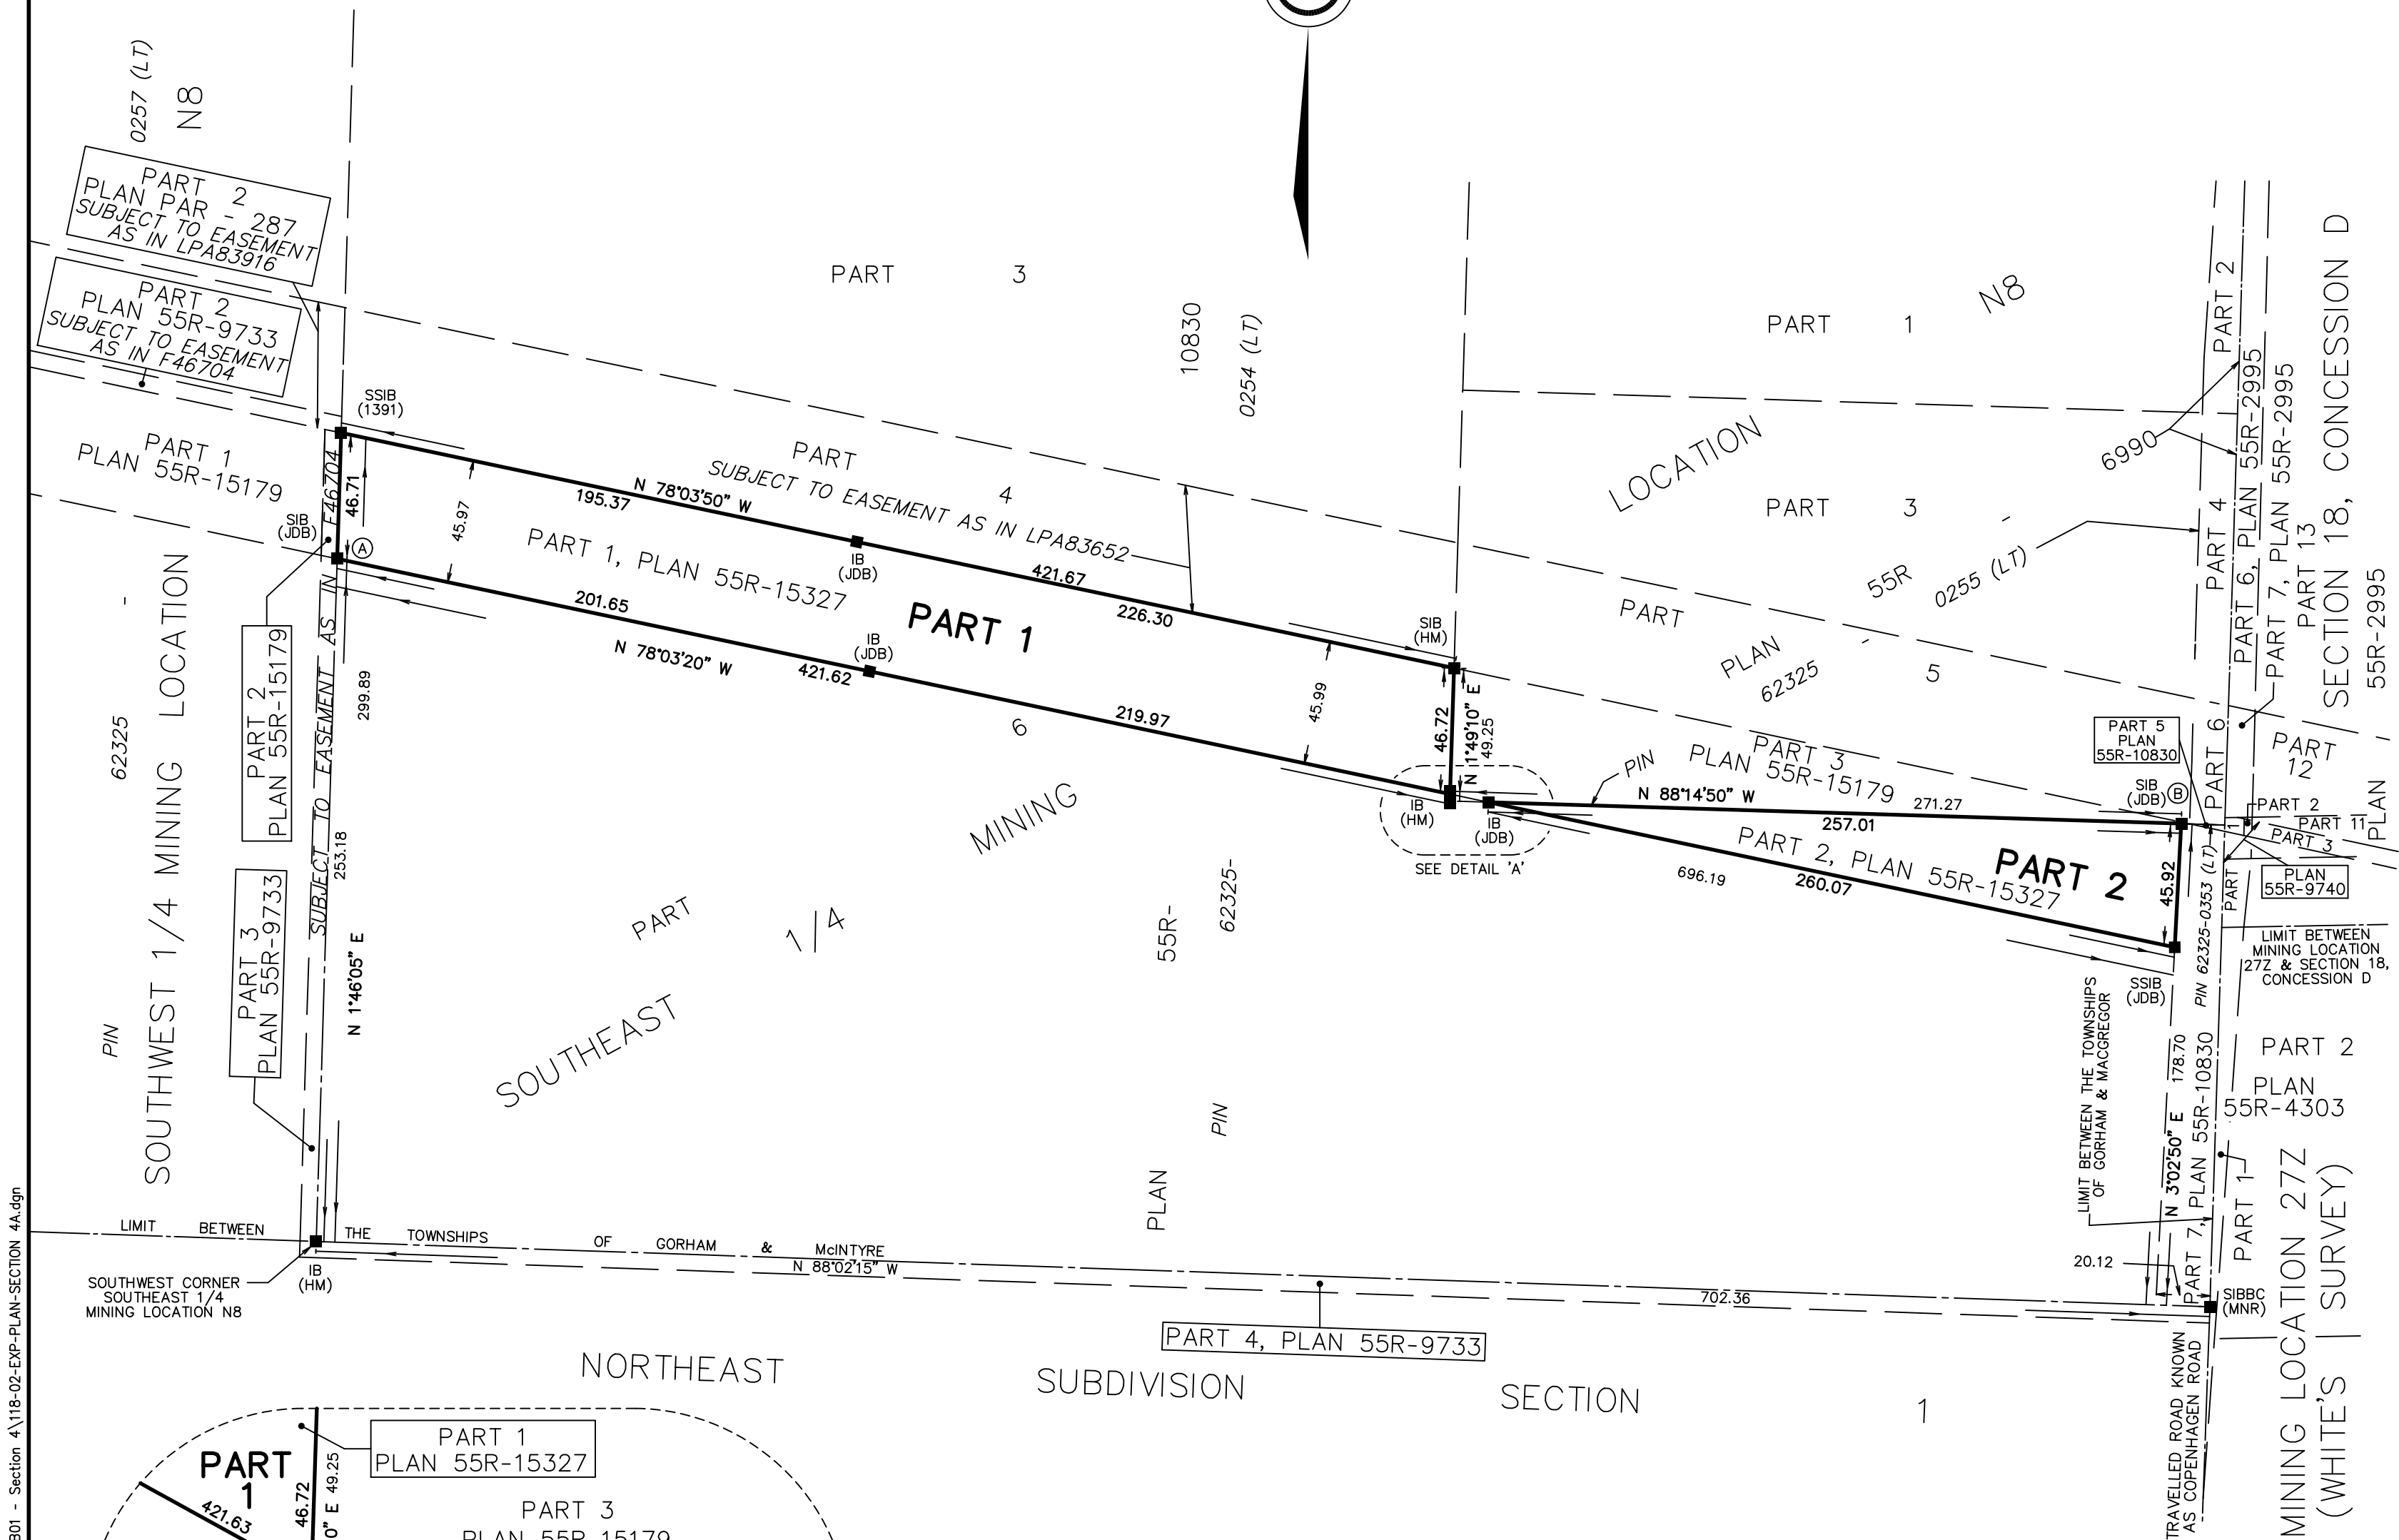 0257 (LT)
N8
PART 2
PLAN PAR - 287
SUBJECT TO EASEMENT
AS IN LPA83916
PART 2
PLAN 55R-9733
SUBJECT TO EASEMENT
AS IN F46704
PART 1
PLAN 55R-15179
SSIB
(1391)
PART 3
10830
0254 (LT)
PART 1
N8
LOCATION
PART 3
55R -
0255 (LT)
PLAN -
62325
PART 5
6990
PART 2
PART 4
PART 6
PART 6, PLAN 55R-2995
PART 7, PLAN 55R-2995
PART 13
SECTION 18, CONCESSION D
55R-2995
PLAN
PART
12
PART 2
PART 11
PART 3
1
PLAN
55R-9740
PART 5
PLAN
55R-10830
PART 4
SUBJECT TO EASEMENT AS IN LPA83652
N 78°03'50" W
195.37
421.67
226.30
46.71
45.97
PART 1, PLAN 55R-15327
PART 1
IB
(JDB)
IB
(JDB)
SIB
(HM)
SIB
(JDB)
A
201.65
N 78°03'20" W
421.62
219.97
45.99
46.72
N 1°49'10" E
49.25
IB
(HM)
IB
(JDB)
SEE DETAIL 'A'
PIN
PART 3
PLAN 55R-15179
N 88°14'50" W
271.27
257.01
SIB
(JDB)
B
PART 2, PLAN 55R-15327
PART 2
696.19
260.07
45.92
SSIB
(JDB)
PIN 62325-0353 (LT)
PART 1
LIMIT BETWEEN
MINING LOCATION
27Z & SECTION 18,
CONCESSION D
PART 2
PLAN
55R-4303
PART 1
MINING LOCATION 27Z
(WHITE'S SURVEY)
LIMIT BETWEEN THE TOWNSHIPS
OF GORHAM & MACGREGOR
N 3°02'50" E 178.70
PART 7, PLAN 55R-10830
20.12
SIBBC
(MNR)
TRAVELLED ROAD KNOWN
AS COPENHAGEN ROAD
SOUTHWEST 1/4 MINING LOCATION
PIN 62325 -
PART 2
PLAN 55R-15179
PART 3
PLAN 55R-9733
SUBJECT TO EASEMENT AS IN F46704
299.89
253.18
N 1°46'05" E
6
MINING
PART
1/4
SOUTHEAST
55R-
62325-
PIN
PLAN
LIMIT BETWEEN THE TOWNSHIPS OF GORHAM & McINTYRE
N 88°02'15" W
702.36
IB
(HM)
SOUTHWEST CORNER
SOUTHEAST 1/4
MINING LOCATION N8
PART 4, PLAN 55R-9733
NORTHEAST SUBDIVISION SECTION 1
PART 1
PLAN 55R-15327
PART
1
421.63
46.72
0" E 49.25
PART 3
PLAN 55R-15179
B01 - Section 4\118-02-EXP-PLAN-SECTION 4A.dgn